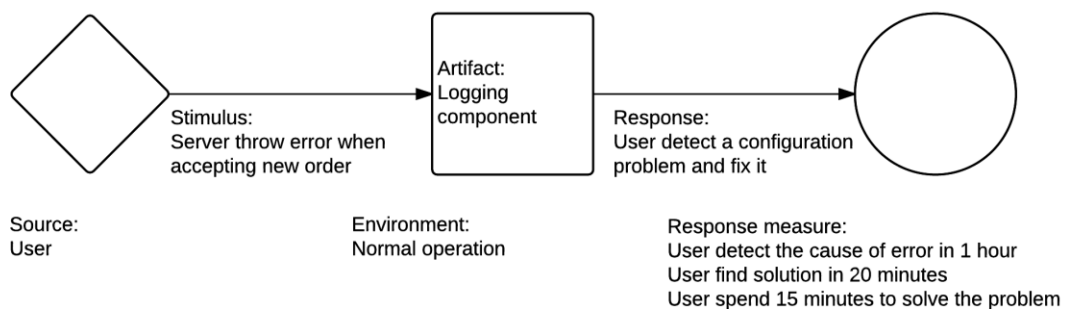 Artifact:
Logging
component
Stimulus:
Server throw error when
accepting new order
Response:
User detect a configuration
problem and fix it
Source:
User
Environment:
Normal operation
Response measure:
User detect the cause of error in 1 hour
User find solution in 20 minutes
User spend 15 minutes to solve the problem